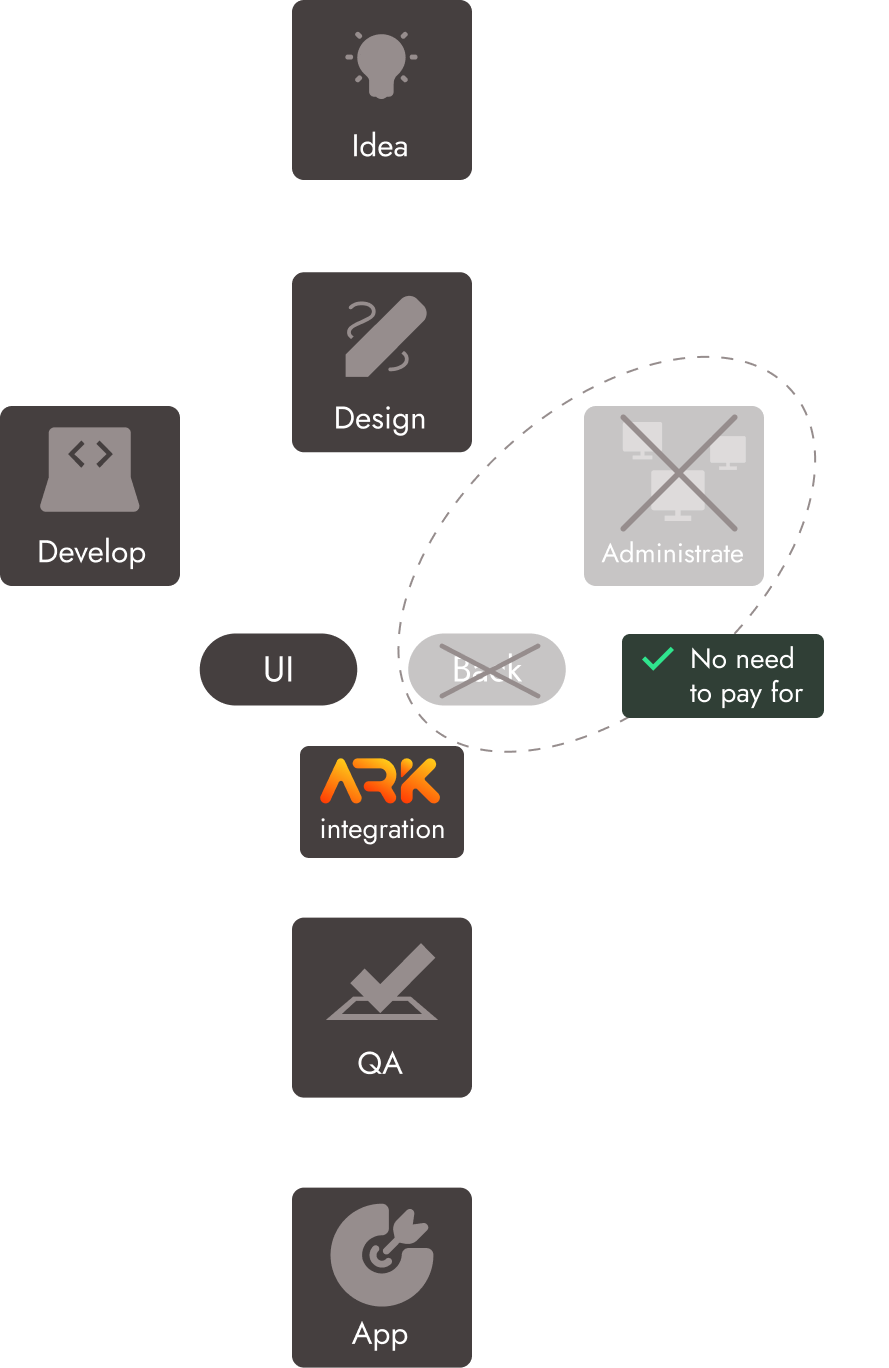 Idea
Design
Develop
Administrate
UI
Back
No need
to pay for
ARK
integration
QA
App